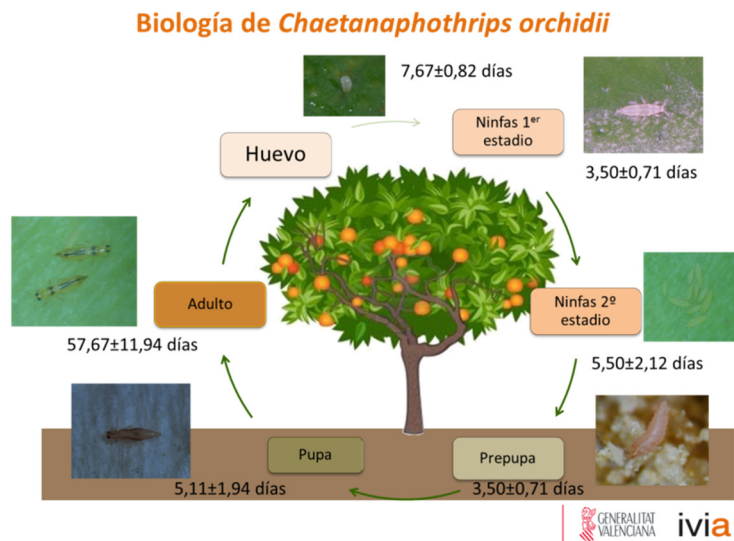 Biología de Chaetanaphothrips orchidii
7,67±0,82 días
Huevo
Ninfas 1er
estadio
3,50±0,71 días
Adulto
57,67±11,94 días
Ninfas 2º
estadio
5,50±2,12 días
Pupa
5,11±1,94 días
Prepupa
3,50±0,71 días
GENERALITAT
VALENCIANA
ivia